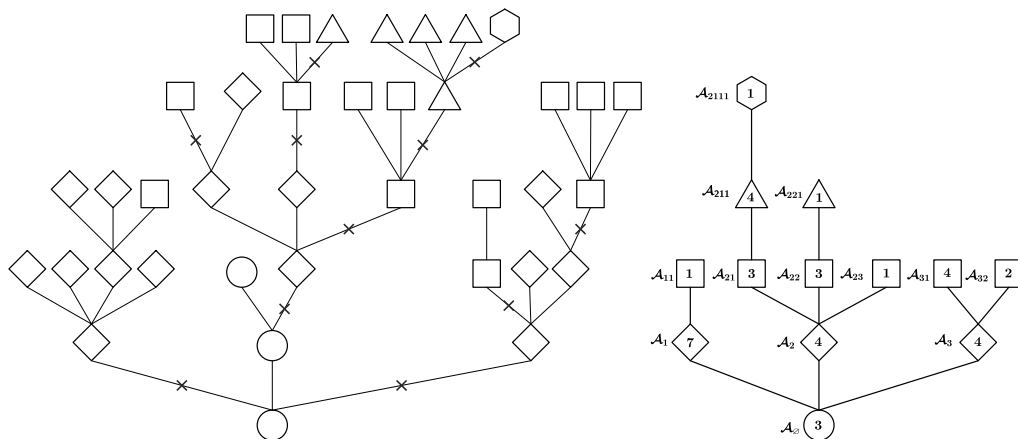 𝒜₂₁₁₁ 1
𝒜₂₁₁ 4 𝒜₂₂₁ 1
𝒜₁₁ 1 𝒜₂₁ 3 𝒜₂₂ 3 𝒜₂₃ 1 𝒜₃₁ 4 𝒜₃₂ 2
𝒜₁ 7 𝒜₂ 4 𝒜₃ 4
𝒜∅ 3